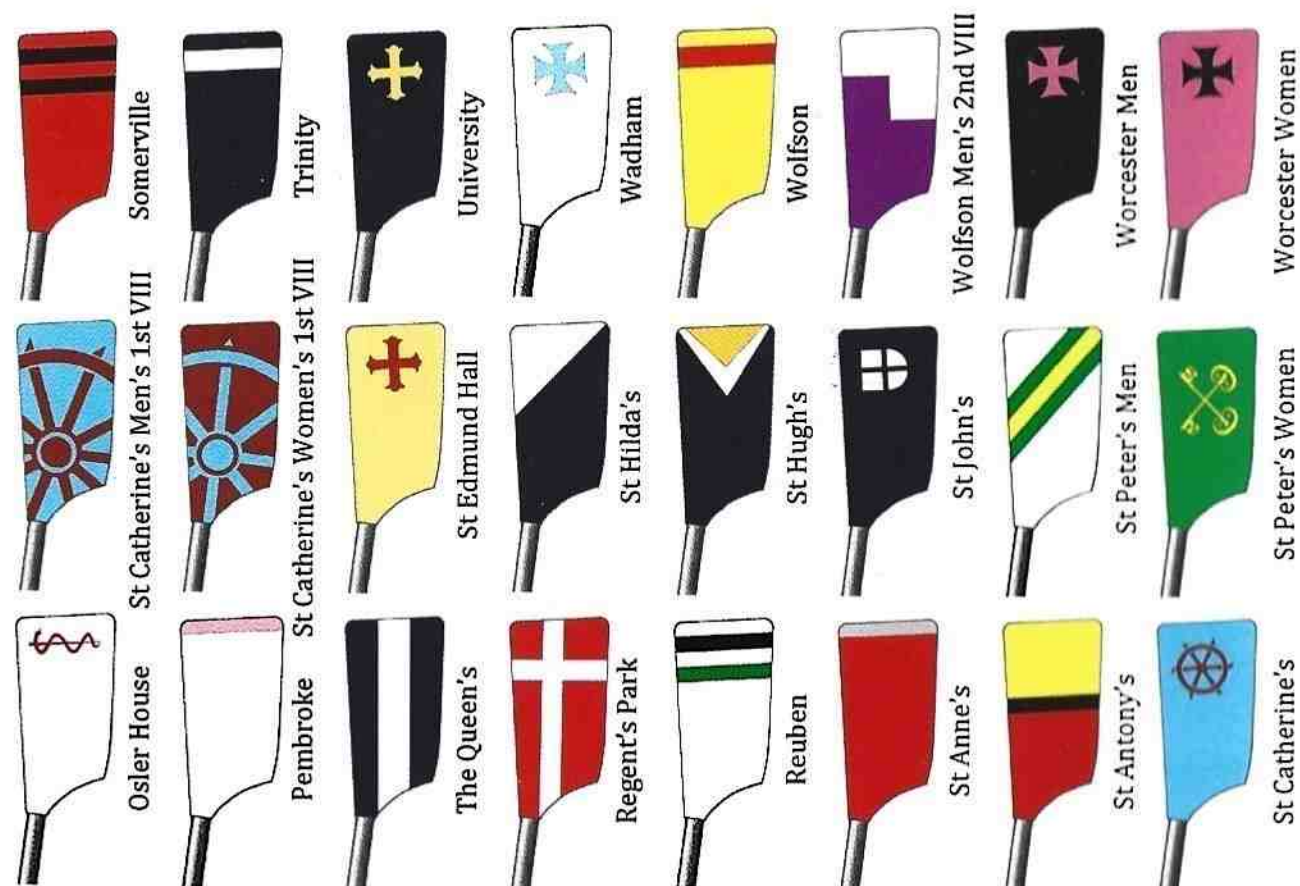 Osler House
Pembroke
The Queen's
Regent's Park
Reuben
St Anne's
St Antony's
St Catherine's
St Catherine's Men's 1st VIII
St Catherine's Women's 1st VIII
St Edmund Hall
St Hilda's
St Hugh's
St John's
St Peter's Men
St Peter's Women
Somerville
Trinity
University
Wadham
Wolfson
Wolfson Men's 2nd VIII
Worcester Men
Worcester Women